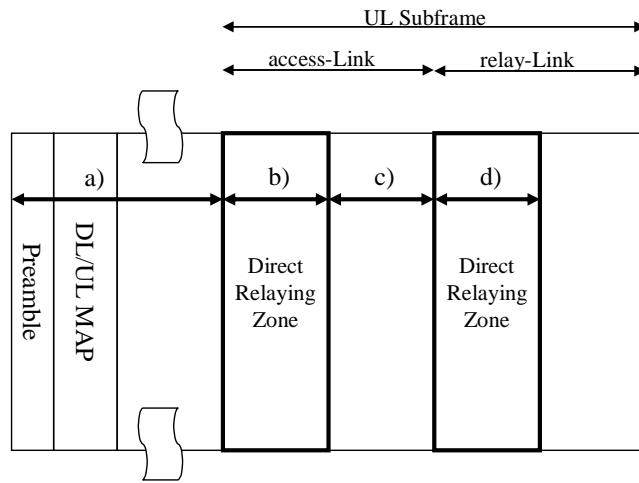 UL Subframe
access-Link
relay-Link
a)
b)
c)
d)
Preamble
DL/UL MAP
Direct
Relaying
Zone
Direct
Relaying
Zone